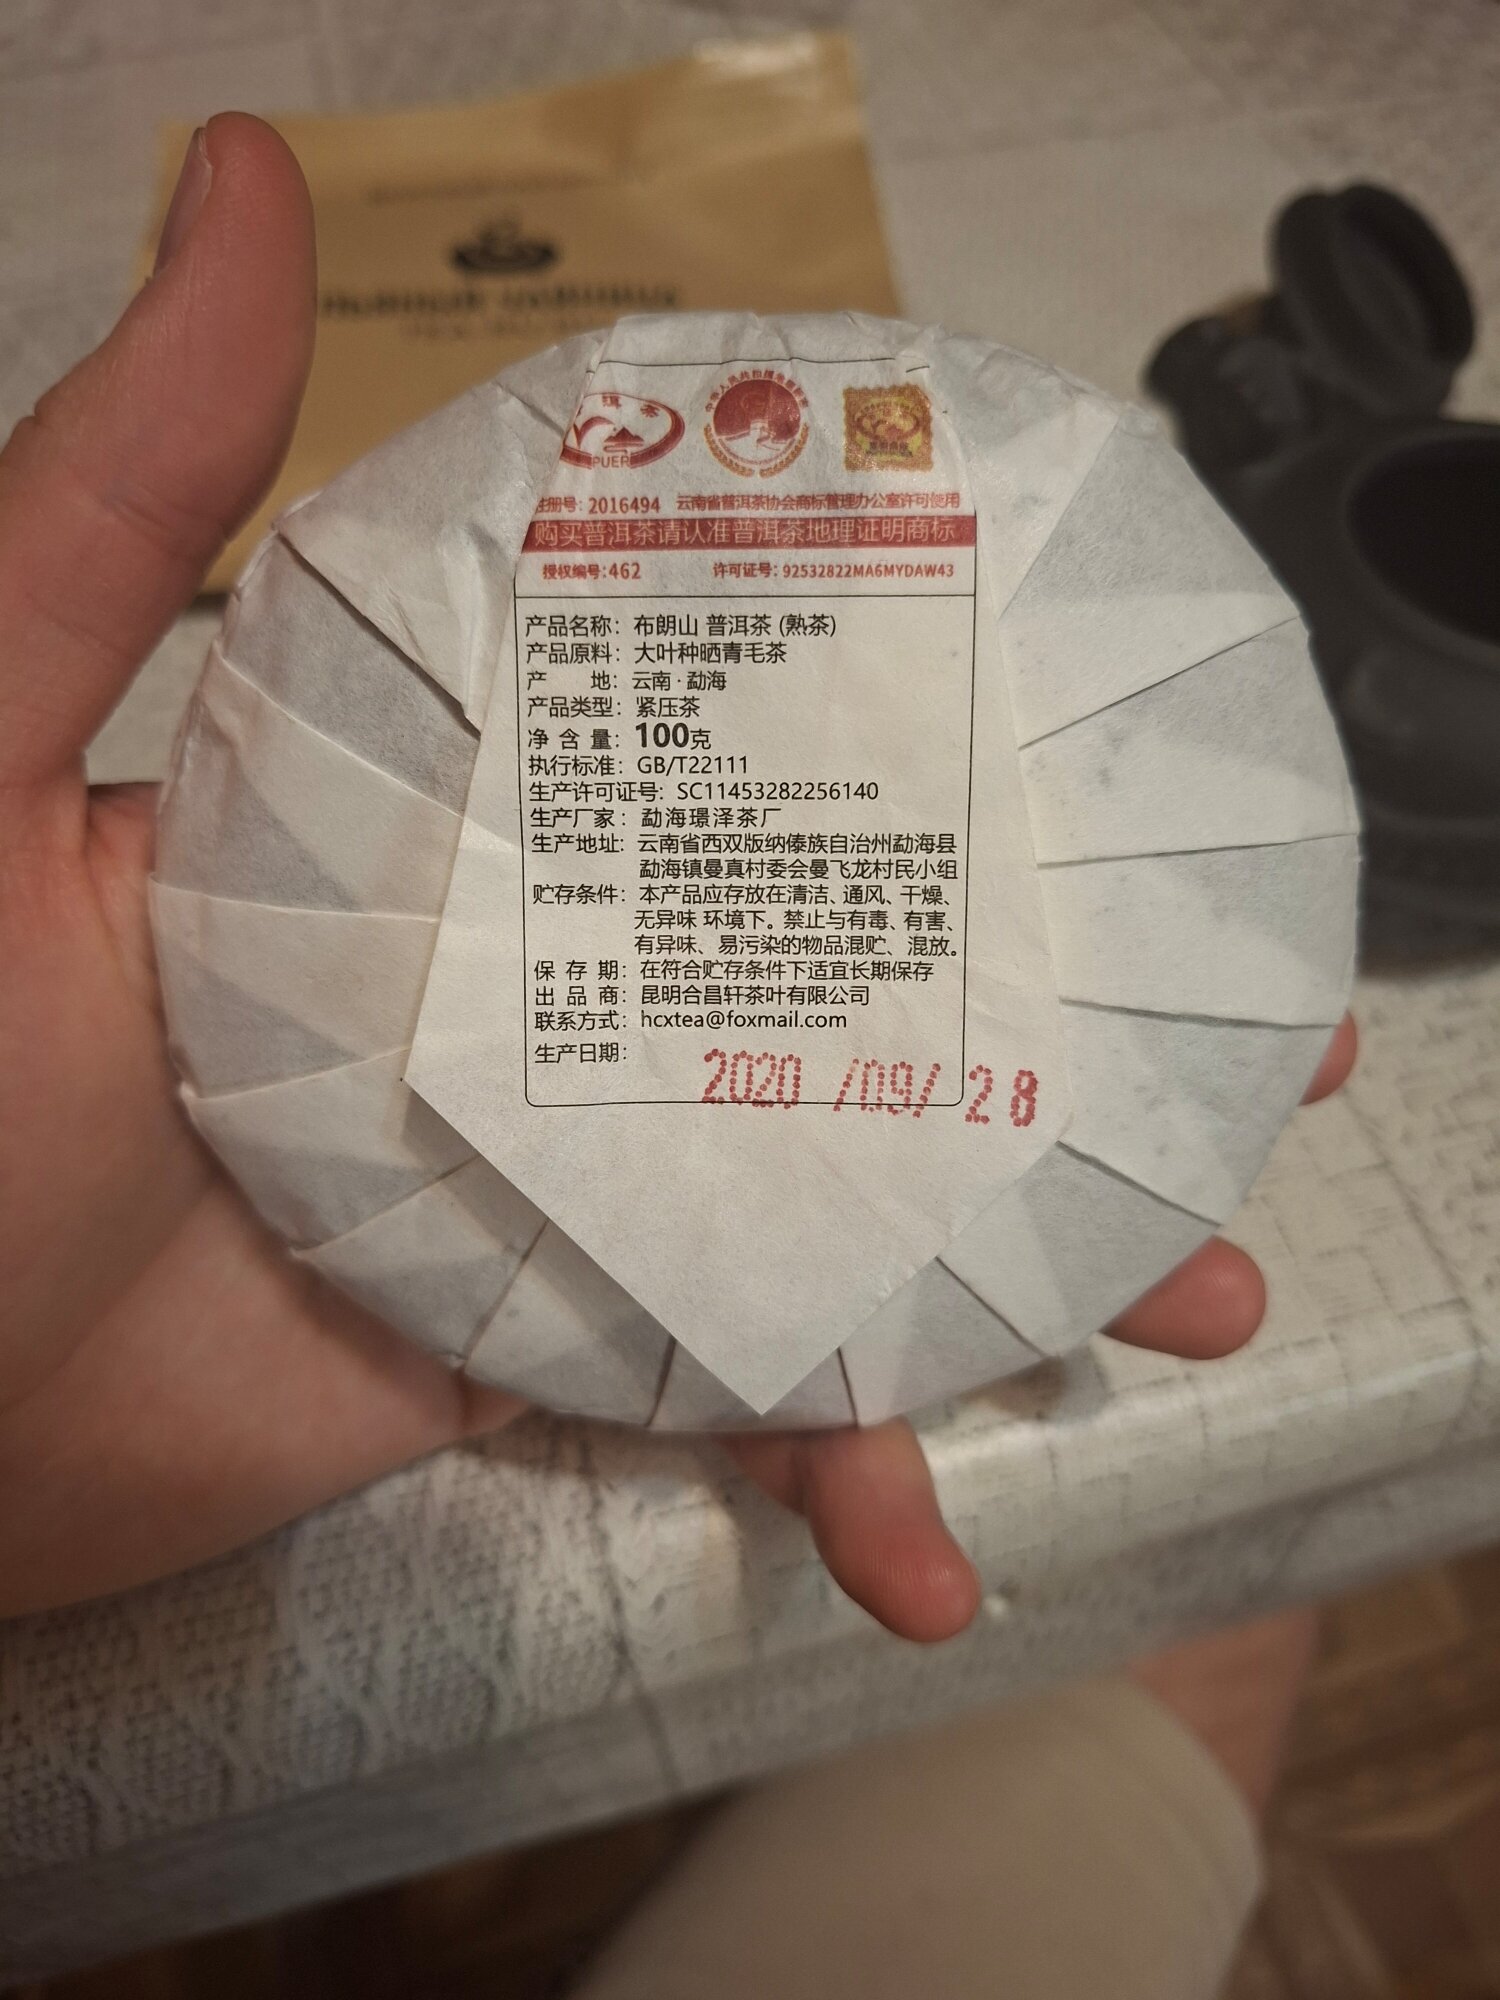 洱茶
PUER
注册号：2016494 云南省普洱茶协会商标管理办公室许可使用
购买普洱茶请认准普洱茶地理证明商标
授权编号:462 许可证号：92532822MA6MYDAW43
产品名称： 布朗山 普洱茶 (熟茶)
产品原料： 大叶种晒青毛茶
产 地： 云南·勐海
产品类型： 紧压茶
净 含 量： 100克
执行标准： GB/T22111
生产许可证号： SC11453282256140
生产厂家： 勐海璟泽茶厂
生产地址： 云南省西双版纳傣族自治州勐海县
勐海镇曼真村委会曼飞龙村民小组
贮存条件： 本产品应存放在清洁、通风、干燥、
无异味 环境下。禁止与有毒、有害、
有异味、易污染的物品混贮、混放。
保 存 期： 在符合贮存条件下适宜长期保存
出 品 商： 昆明合昌轩茶叶有限公司
联系方式： hcxtea@foxmail.com
生产日期： 2020 /09/ 28